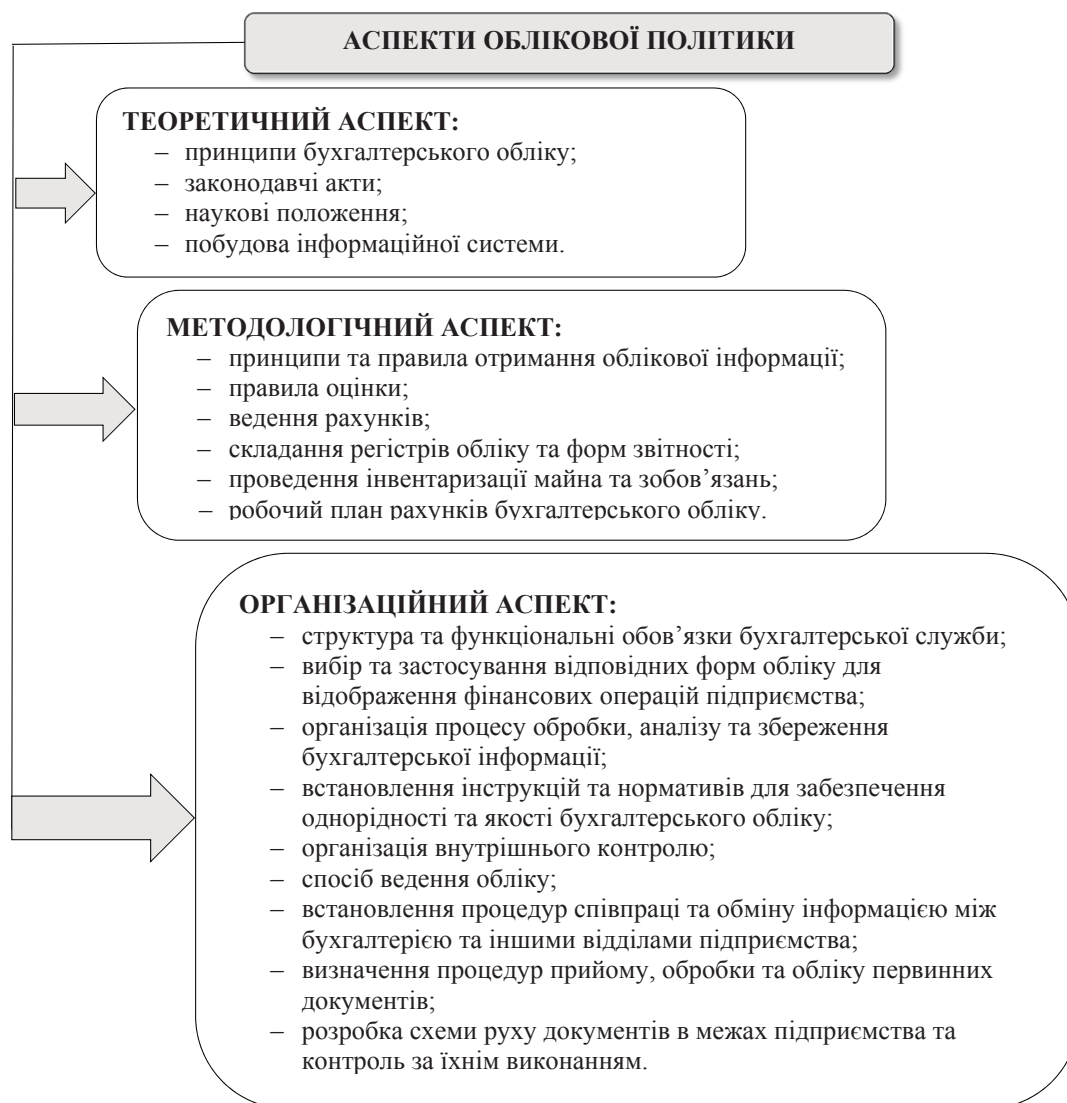 АСПЕКТИ ОБЛІКОВОЇ ПОЛІТИКИ
ТЕОРЕТИЧНИЙ АСПЕКТ:
– принципи бухгалтерського обліку;
– законодавчі акти;
– наукові положення;
– побудова інформаційної системи.
МЕТОДОЛОГІЧНИЙ АСПЕКТ:
– принципи та правила отримання облікової інформації;
– правила оцінки;
– ведення рахунків;
– складання регістрів обліку та форм звітності;
– проведення інвентаризації майна та зобов’язань;
– робочий план рахунків бухгалтерського обліку.
ОРГАНІЗАЦІЙНИЙ АСПЕКТ:
– структура та функціональні обов’язки бухгалтерської служби;
– вибір та застосування відповідних форм обліку для
відображення фінансових операцій підприємства;
– організація процесу обробки, аналізу та збереження
бухгалтерської інформації;
– встановлення інструкцій та нормативів для забезпечення
однорідності та якості бухгалтерського обліку;
– організація внутрішнього контролю;
– спосіб ведення обліку;
– встановлення процедур співпраці та обміну інформацією між
бухгалтерією та іншими відділами підприємства;
– визначення процедур прийому, обробки та обліку первинних
документів;
– розробка схеми руху документів в межах підприємства та
контроль за їхнім виконанням.